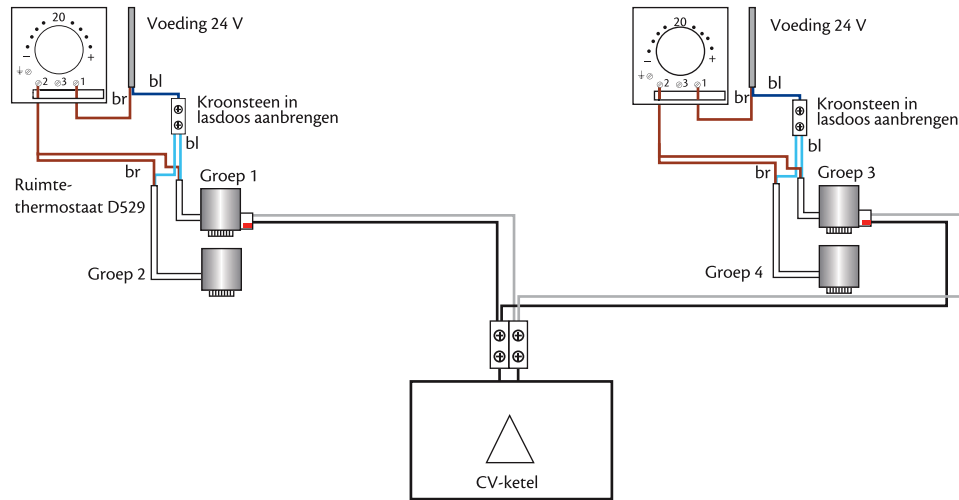 20
− +
2 3 1
Voeding 24 V
bl
br
Kroonsteen in
lasdoos aanbrengen
bl
br
Groep 1
Ruimte-
thermostaat D529
Groep 2
20
− +
2 3 1
Voeding 24 V
bl
br
Kroonsteen in
lasdoos aanbrengen
bl
br
Groep 3
Groep 4
CV-ketel